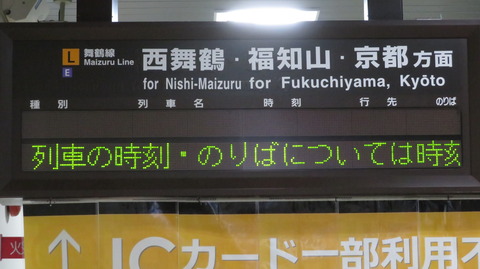 L 舞鶴線 西舞鶴・福知山・京都方面
E Maizuru Line for Nishi-Maizuru for Fukuchiyama, Kyōto
種別 列車名 時刻 行先 のりば
列車の時刻・のりばについては時刻
火
↑ ICカード一部利用不